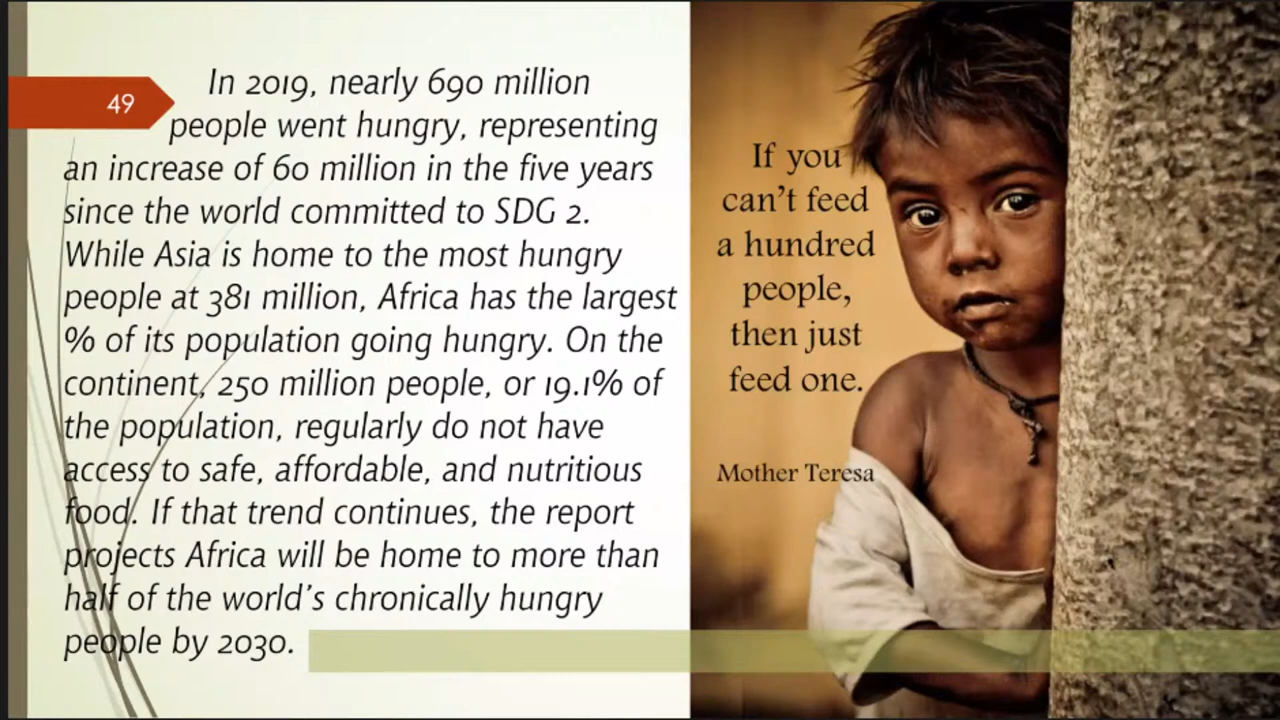 49
In 2019, nearly 690 million
people went hungry, representing
an increase of 60 million in the five years
since the world committed to SDG 2.
While Asia is home to the most hungry
people at 381 million, Africa has the largest
% of its population going hungry. On the
continent, 250 million people, or 19.1% of
the population, regularly do not have
access to safe, affordable, and nutritious
food. If that trend continues, the report
projects Africa will be home to more than
half of the world's chronically hungry
people by 2030.
If you
can't feed
a hundred
people,
then just
feed one.
Mother Teresa